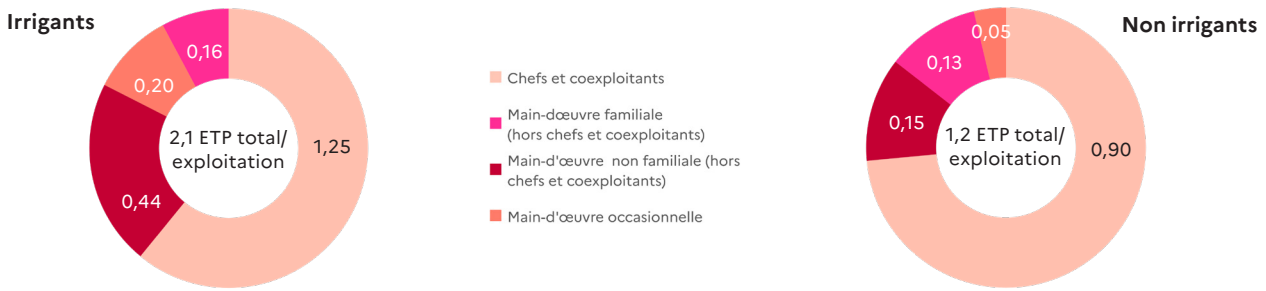 Irrigants
0,16
0,20
2,1 ETP total/
exploitation
1,25
0,44
Chefs et coexploitants
Main-dœuvre familiale
(hors chefs et coexploitants)
Main-d'œuvre  non familiale (hors
chefs et coexploitants)
Main-d'œuvre occasionnelle
Non irrigants
0,05
0,13
0,15
1,2 ETP total/
exploitation
0,90